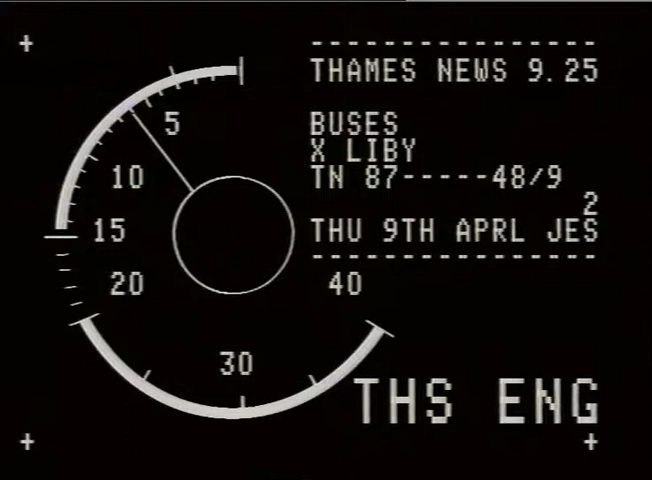 ----------------
THAMES NEWS 9.25
BUSES
X LIBY
TN 87-----48/9
2
THU 9TH APRL JES
----------------
5
10
15
20
30
40
THS ENG